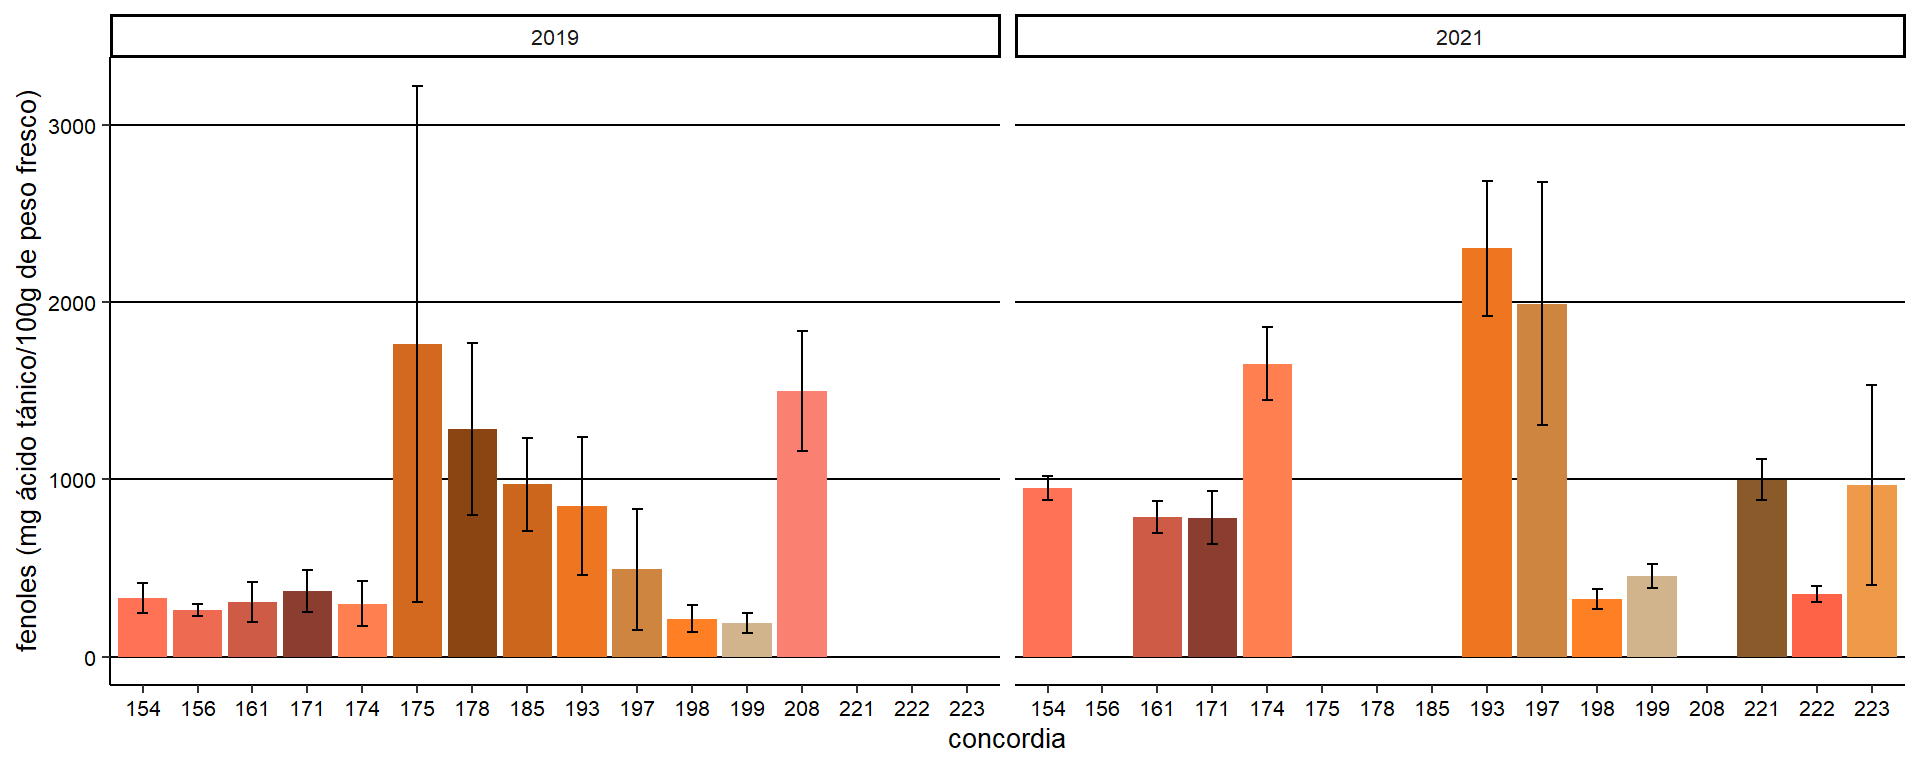 2019 2021
fenoles (mg ácido tánico/100g de peso fresco)
3000
2000
1000
0
154 156 161 171 174 175 178 185 193 197 198 199 208 221 222 223 154 156 161 171 174 175 178 185 193 197 198 199 208 221 222 223
concordia